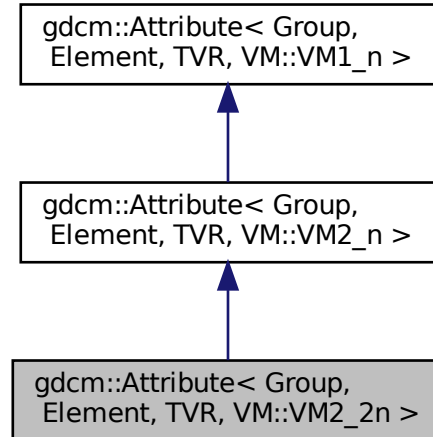 gdcm::Attribute< Group,
Element, TVR, VM::VM1_n >
gdcm::Attribute< Group,
Element, TVR, VM::VM2_n >
gdcm::Attribute< Group,
Element, TVR, VM::VM2_2n >